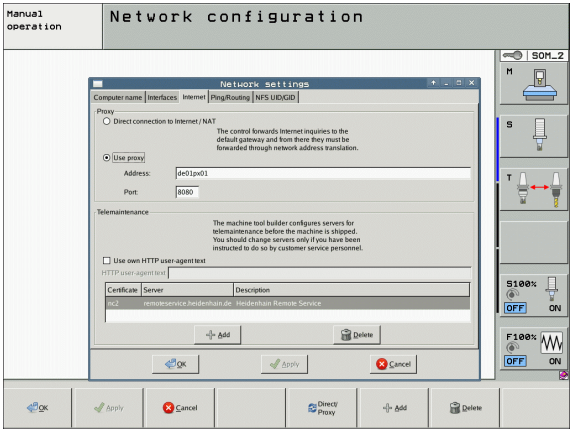 Manual
operation
Network configuration
SOM_2
Network settings
Computer name Interfaces Internet Ping/Routing NFS UID/GID
Proxy
Direct connection to Internet / NAT
The control forwards Internet inquiries to the
default gateway and from there they must be
forwarded through network address translation.
Use proxy
Address: de01px01
Port: 8080
Telemaintenance
The machine tool builder configures servers for
telemaintenance before the machine is shipped.
You should change servers only if you have been
instructed to do so by customer service personnel.
Use own HTTP user-agent text
HTTP user-agent text
Certificate Server Description
nc2 remoteservice.heidenhain.de Heidenhain Remote Service
Add Delete
OK Apply Cancel
M
S
T
S100%
OFF ON
F100%
OFF ON
OK Apply Cancel Direct/
Proxy Add Delete